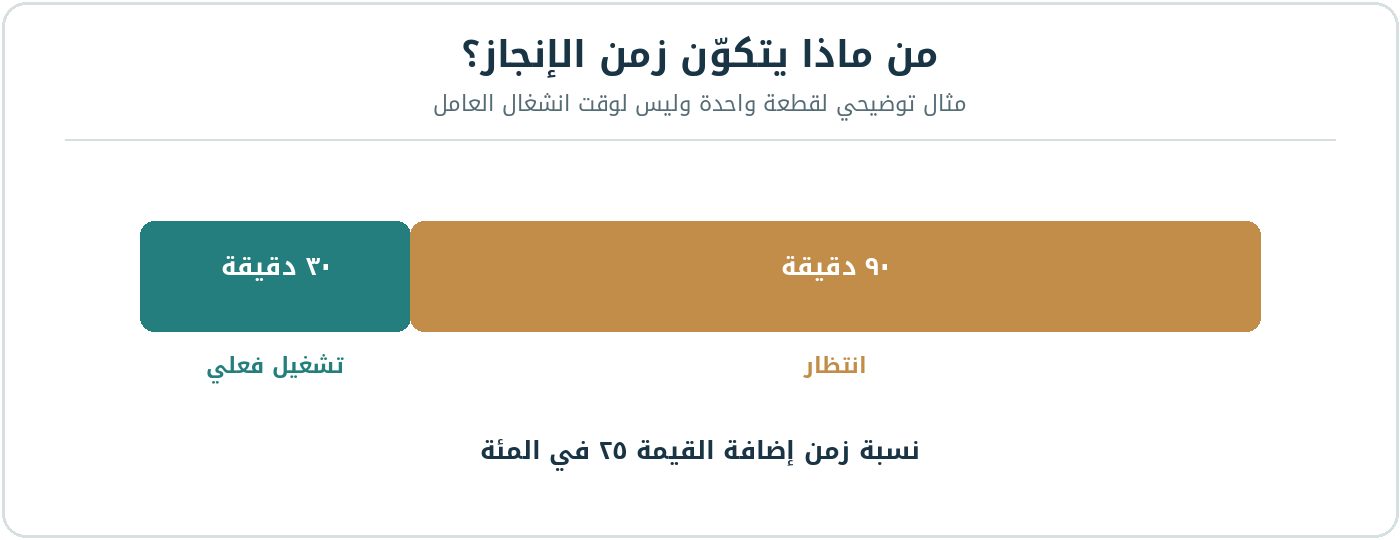 من ماذا يتكوّن زمن الإنجاز؟
مثال توضيحي لقطعة واحدة وليس لوقت انشغال العامل
٩٠ دقيقة
٣٠ دقيقة
انتظار
تشغيل فعلي
نسبة زمن إضافة القيمة ٢٥ في المئة